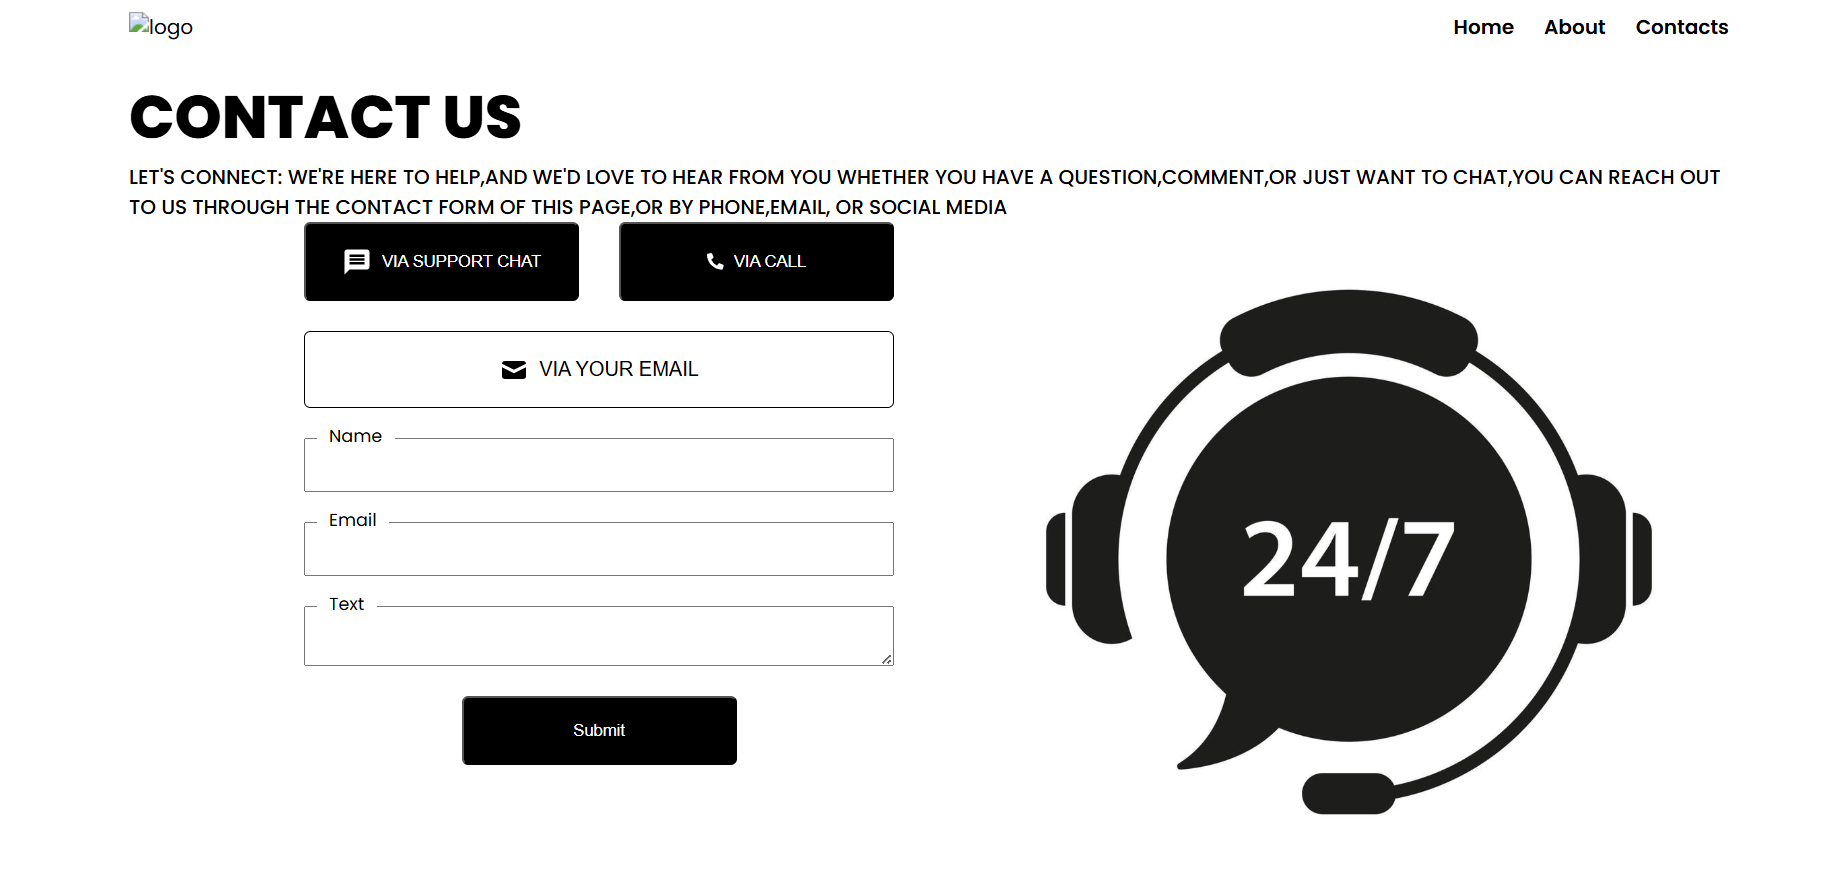 logo
Home About Contacts
CONTACT US
LET'S CONNECT: WE'RE HERE TO HELP,AND WE'D LOVE TO HEAR FROM YOU WHETHER YOU HAVE A QUESTION,COMMENT,OR JUST WANT TO CHAT,YOU CAN REACH OUT
TO US THROUGH THE CONTACT FORM OF THIS PAGE,OR BY PHONE,EMAIL, OR SOCIAL MEDIA
VIA SUPPORT CHAT
VIA CALL
VIA YOUR EMAIL
Name
Email
Text
Submit
24/7